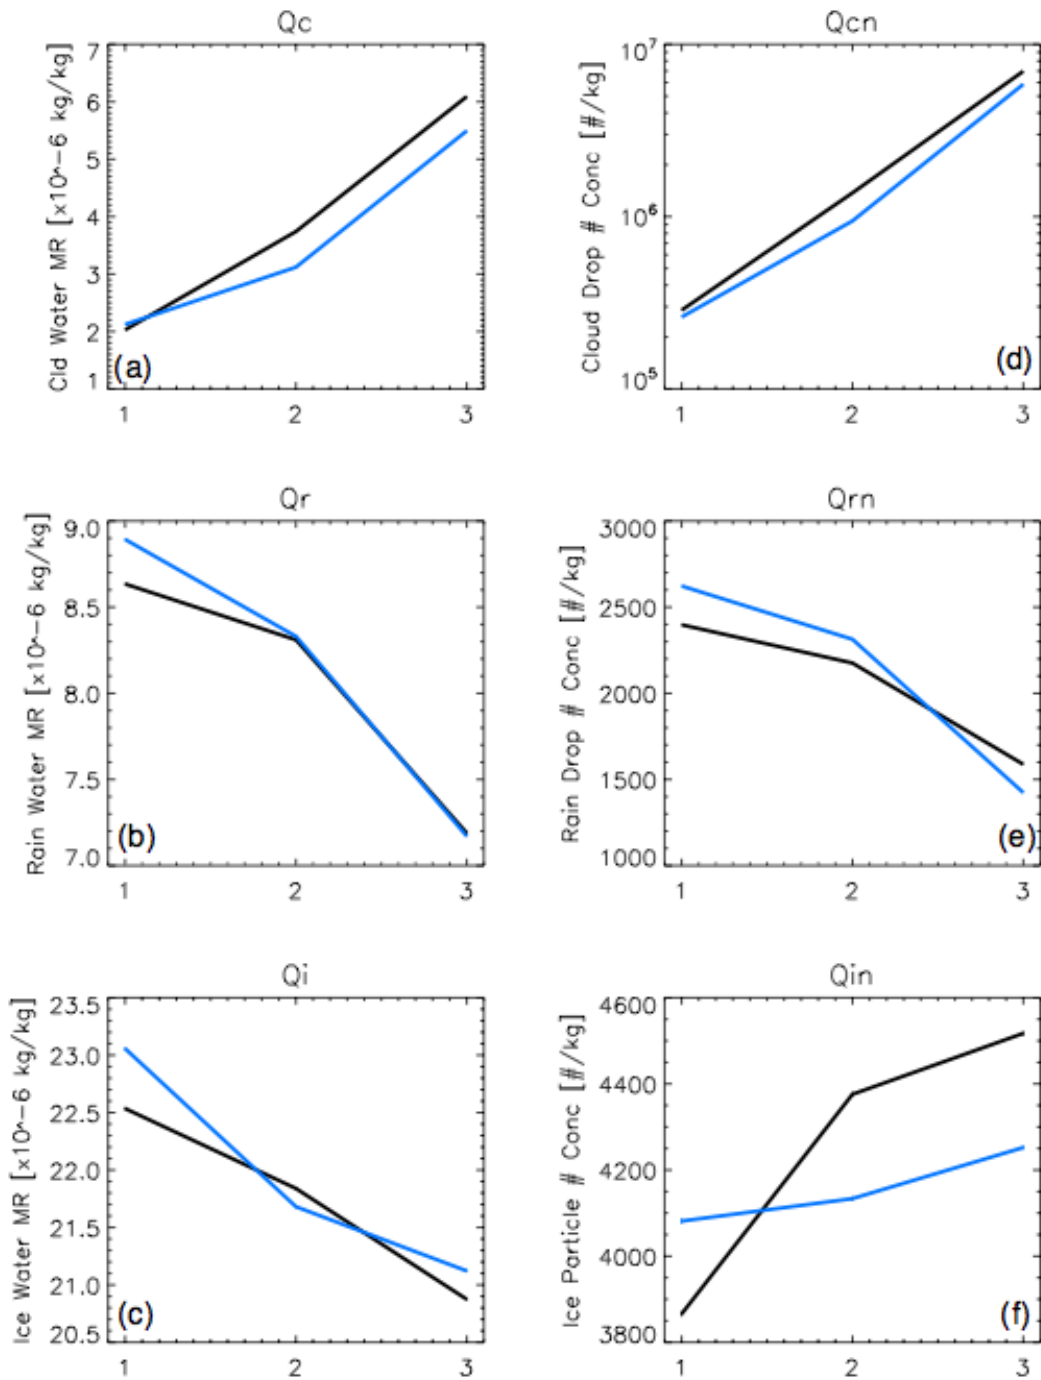 Qc
Cld Water MR [x10^-6 kg/kg]
7
6
5
4
3
2
1
(a)
1 2 3
Qcn
Cloud Drop # Conc [#/kg]
10^7
10^6
10^5
(d)
1 2 3
Qr
Rain Water MR [x10^-6 kg/kg]
9.0
8.5
8.0
7.5
7.0
(b)
1 2 3
Qrn
Rain Drop # Conc [#/kg]
3000
2500
2000
1500
1000
(e)
1 2 3
Qi
Ice Water MR [x10^-6 kg/kg]
23.5
23.0
22.5
22.0
21.5
21.0
20.5
(c)
1 2 3
Qin
Ice Particle # Conc [#/kg]
4600
4400
4200
4000
3800
(f)
1 2 3